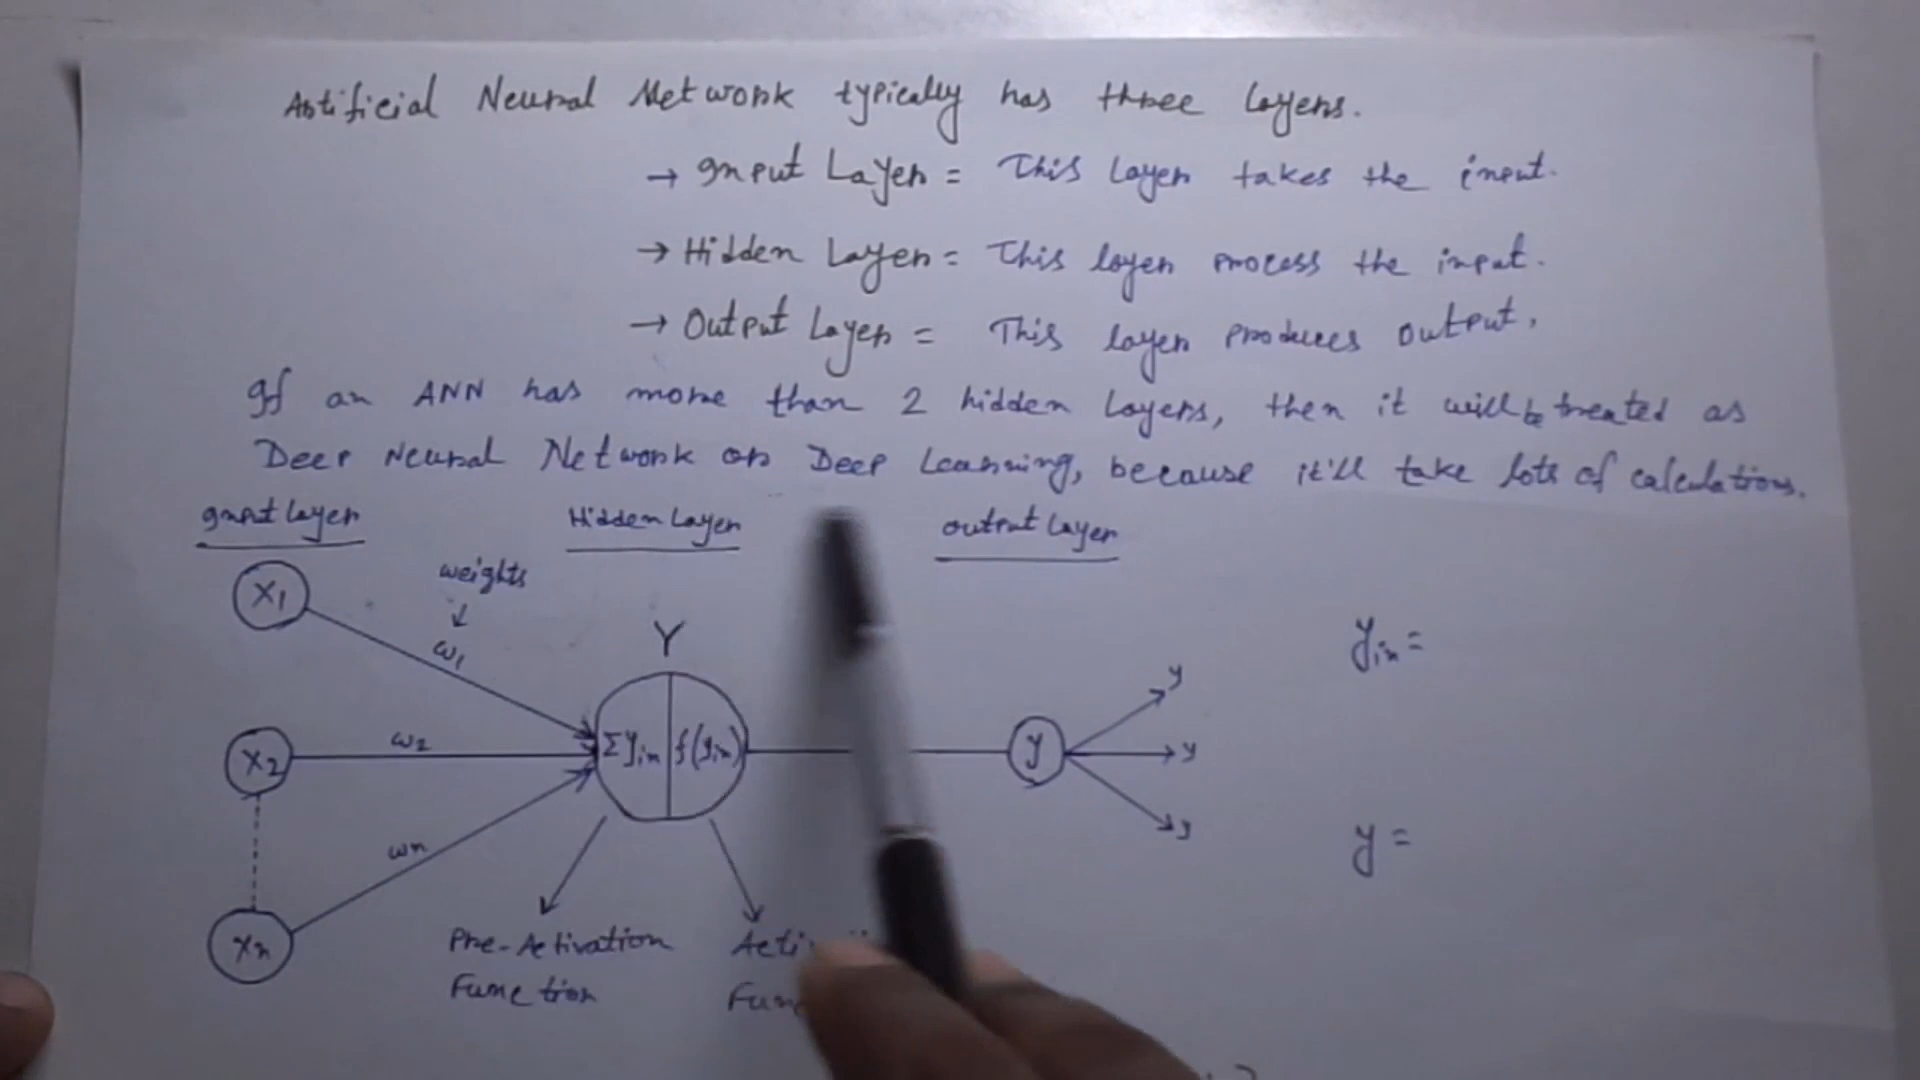 Artificial Neural Network typically has three layers.
→ Input Layer = This layer takes the input.
→ Hidden Layer = This layer process the input.
→ Output Layer = This layer produces output.
If an ANN has more than 2 hidden layers, then it will be treated as
Deep Neural Network or Deep Learning, because it'll take lots of calculations.
Input layer Hidden Layer output layer
weights
X1
w1
Y
yin =
y
X2
w2
Σyin f(yin)
y
y
y
wn
y =
Xn
Pre-Activation
Function